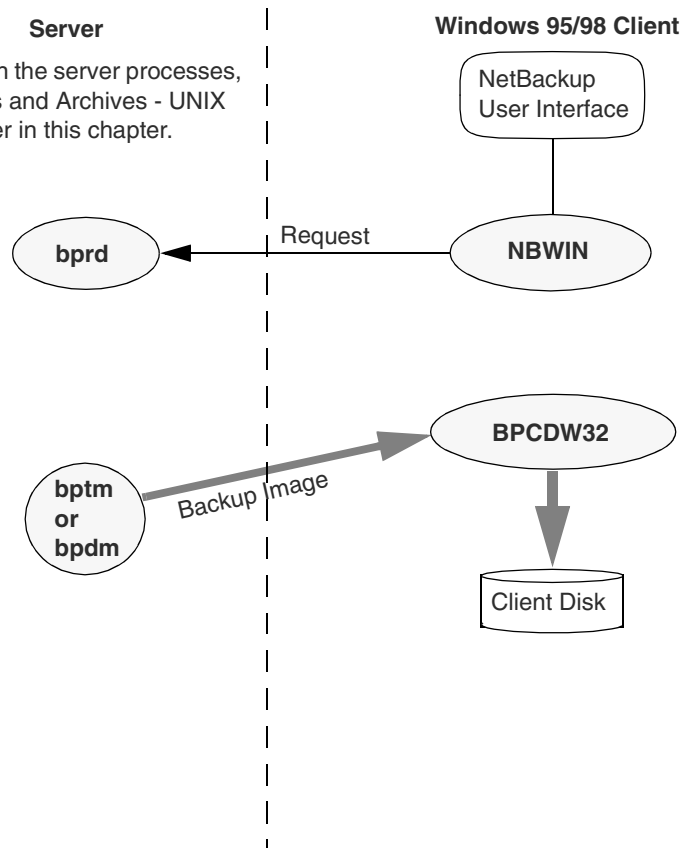 Server
Windows 95/98 Client
n the server processes,
s and Archives - UNIX
er in this chapter.
NetBackup
User Interface
bprd
Request
NBWIN
BPCDW32
bptm
or
bpdm
Backup Image
Client Disk